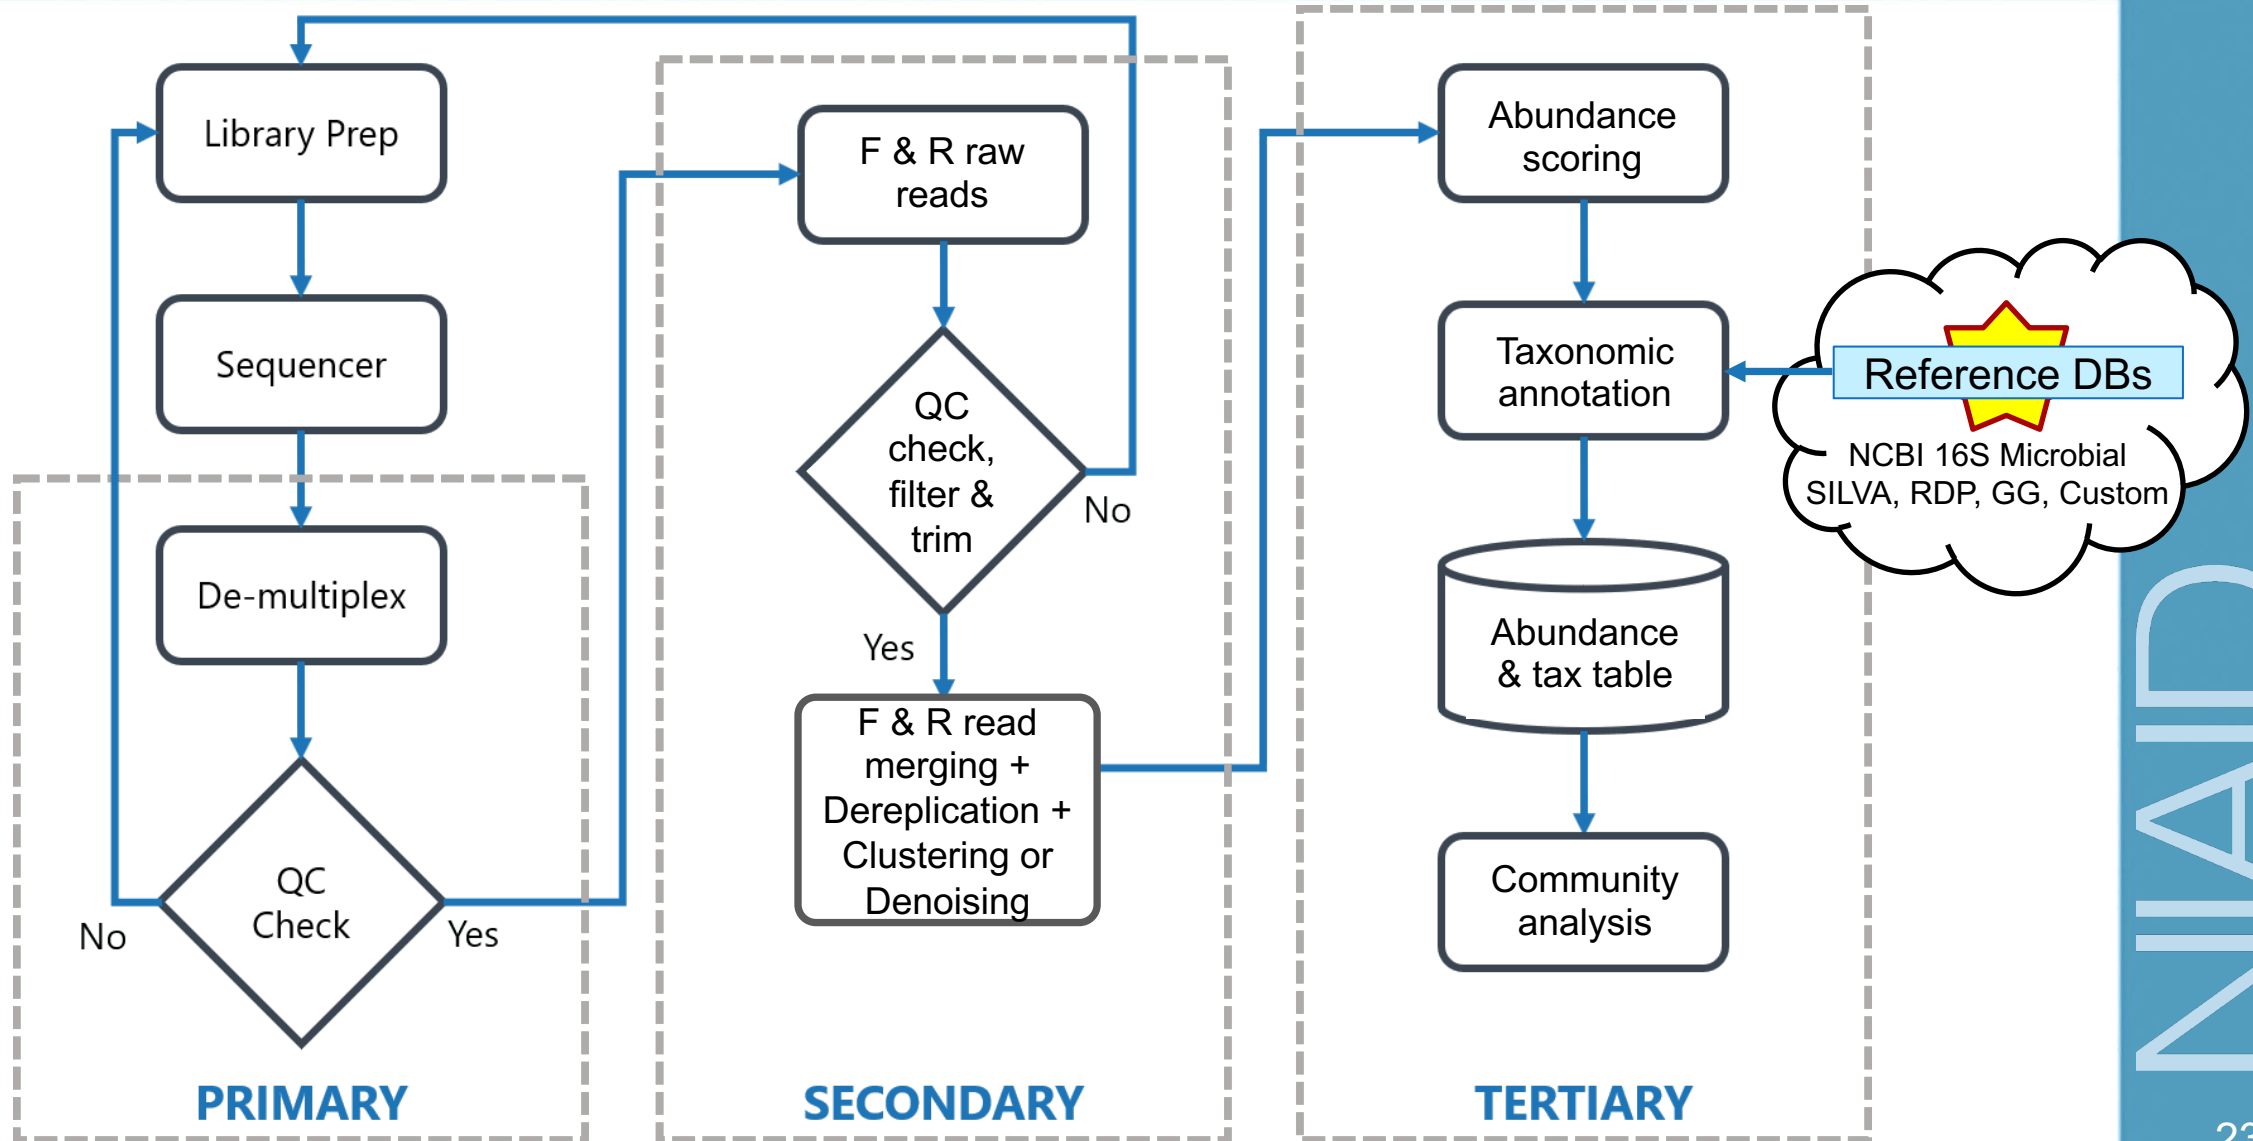 Library Prep
Sequencer
De-multiplex
QC
Check
No
Yes
PRIMARY
F & R raw
reads
QC
check,
filter &
trim
No
Yes
F & R read
merging +
Dereplication +
Clustering or
Denoising
SECONDARY
Abundance
scoring
Taxonomic
annotation
Abundance
& tax table
Community
analysis
TERTIARY
Reference DBs
NCBI 16S Microbial
SILVA, RDP, GG, Custom
NIAID
23